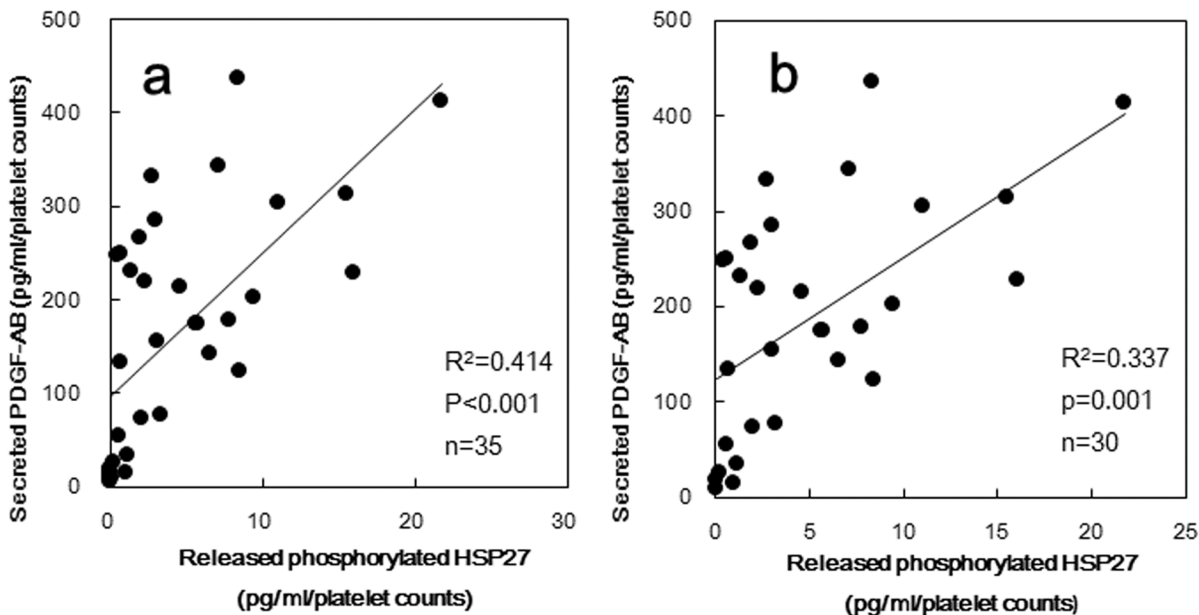 a
Secreted PDGF-AB (pg/ml/platelet counts)
500
400
300
200
100
0
R²=0.414
P<0.001
n=35
0
10
20
30
Released phosphorylated HSP27
(pg/ml/platelet counts)
b
Secreted PDGF-AB (pg/ml/platelet counts)
500
400
300
200
100
0
R²=0.337
p=0.001
n=30
0
5
10
15
20
25
Released phosphorylated HSP27
(pg/ml/platelet counts)